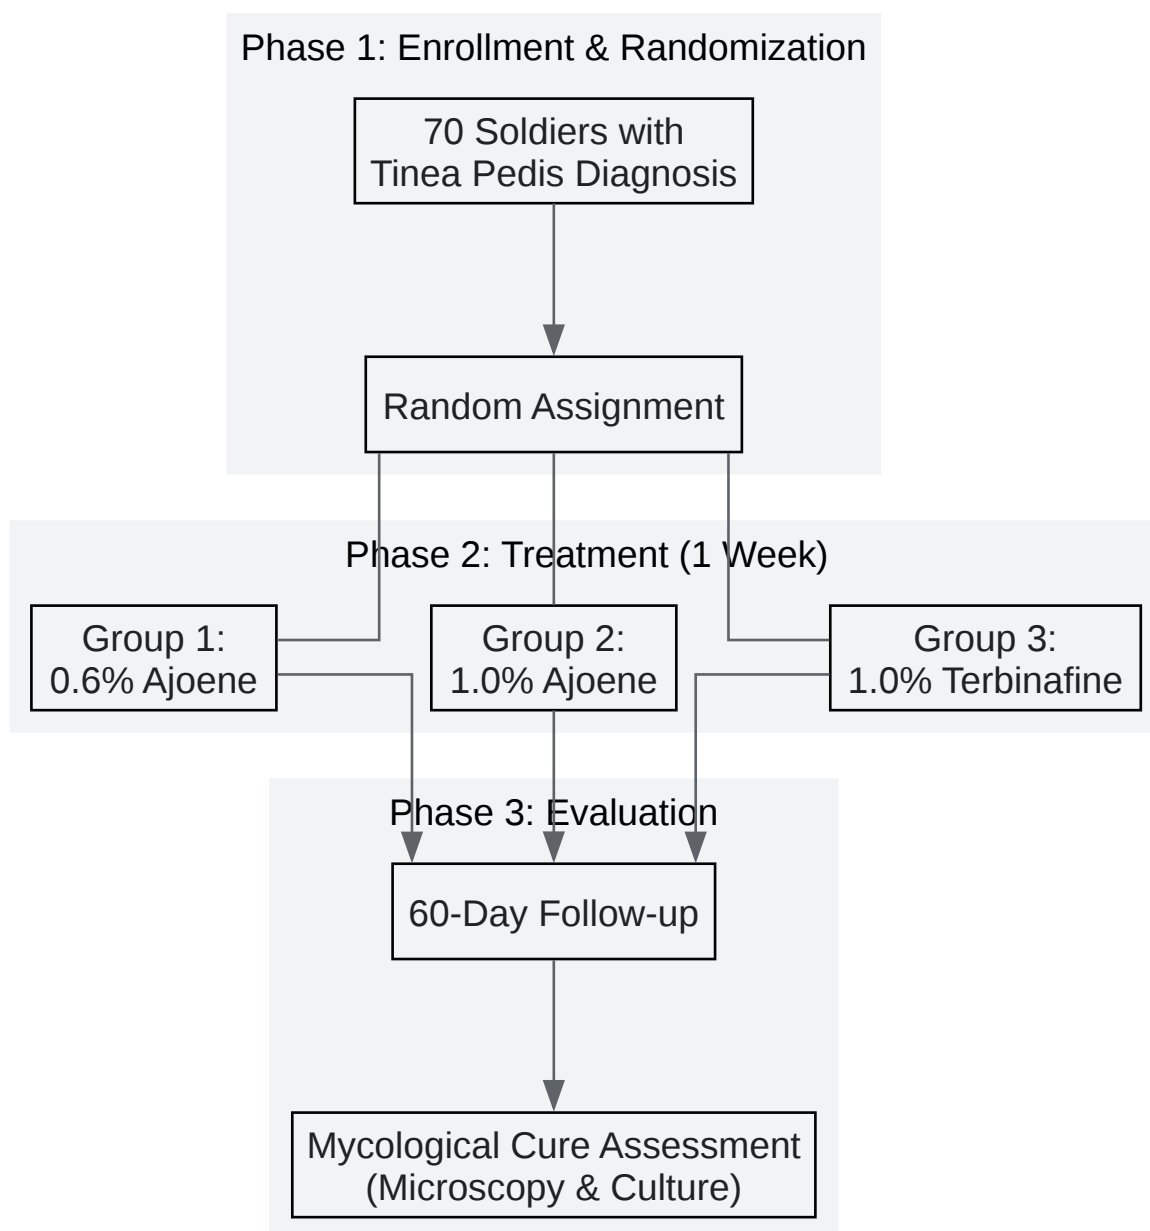 Phase 1: Enrollment & Randomization
70 Soldiers with
Tinea Pedis Diagnosis
Random Assignment
Phase 2: Treatment (1 Week)
Group 1:
0.6% Ajoene
Group 2:
1.0% Ajoene
Group 3:
1.0% Terbinafine
Phase 3: Evaluation
60-Day Follow-up
Mycological Cure Assessment
(Microscopy & Culture)